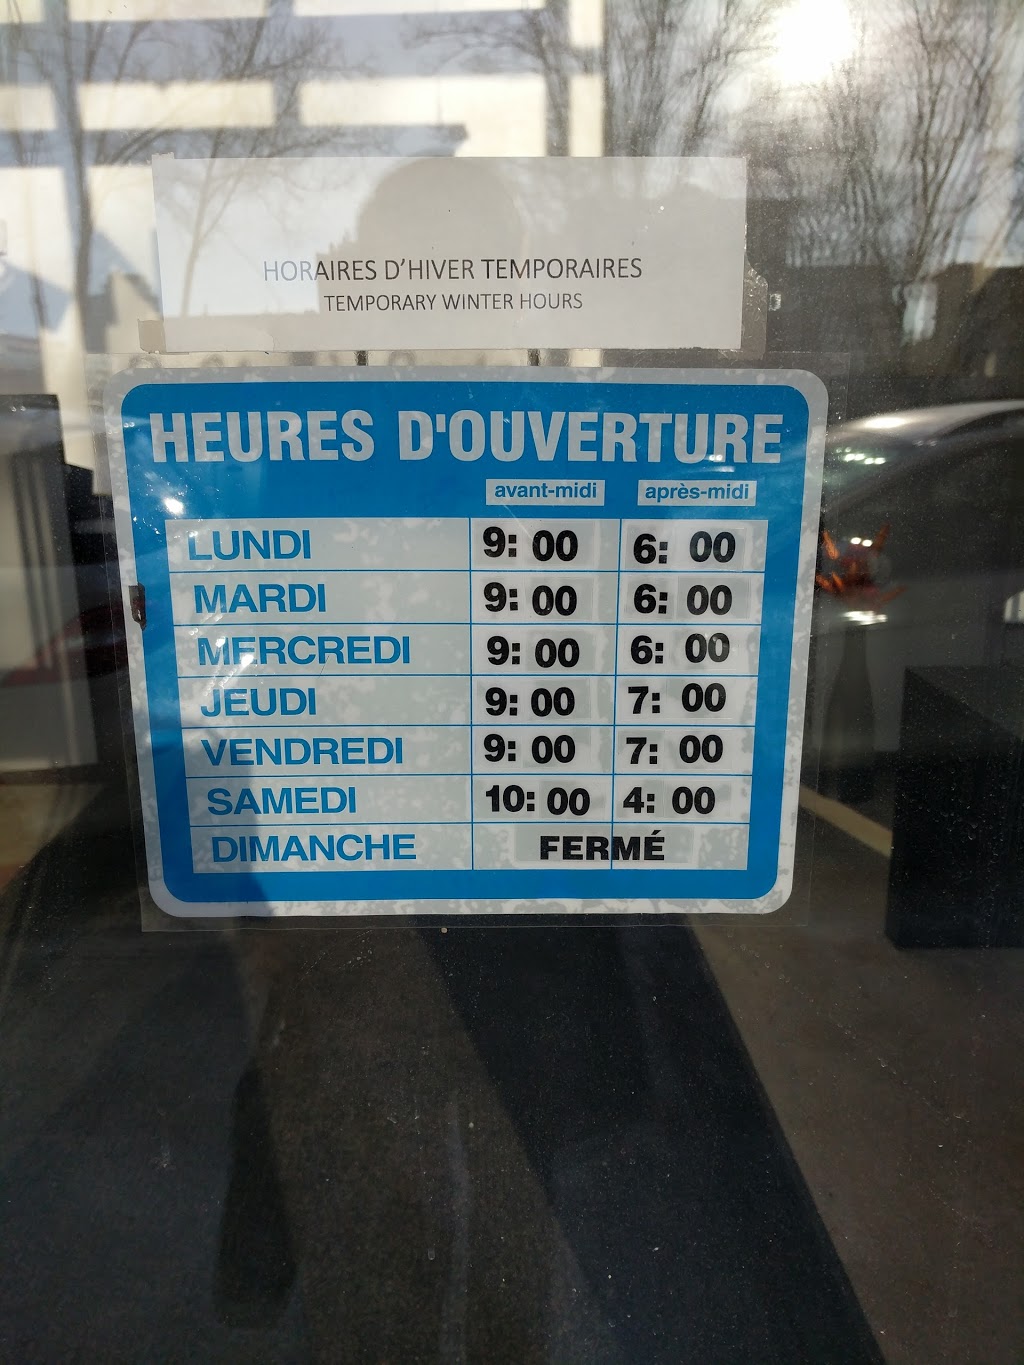 HORAIRES D'HIVER TEMPORAIRES
TEMPORARY WINTER HOURS
HEURES D'OUVERTURE
avant-midi après-midi
LUNDI 9: 00 6: 00
MARDI 9: 00 6: 00
MERCREDI 9: 00 6: 00
JEUDI 9: 00 7: 00
VENDREDI 9: 00 7: 00
SAMEDI 10: 00 4: 00
DIMANCHE FERMÉ